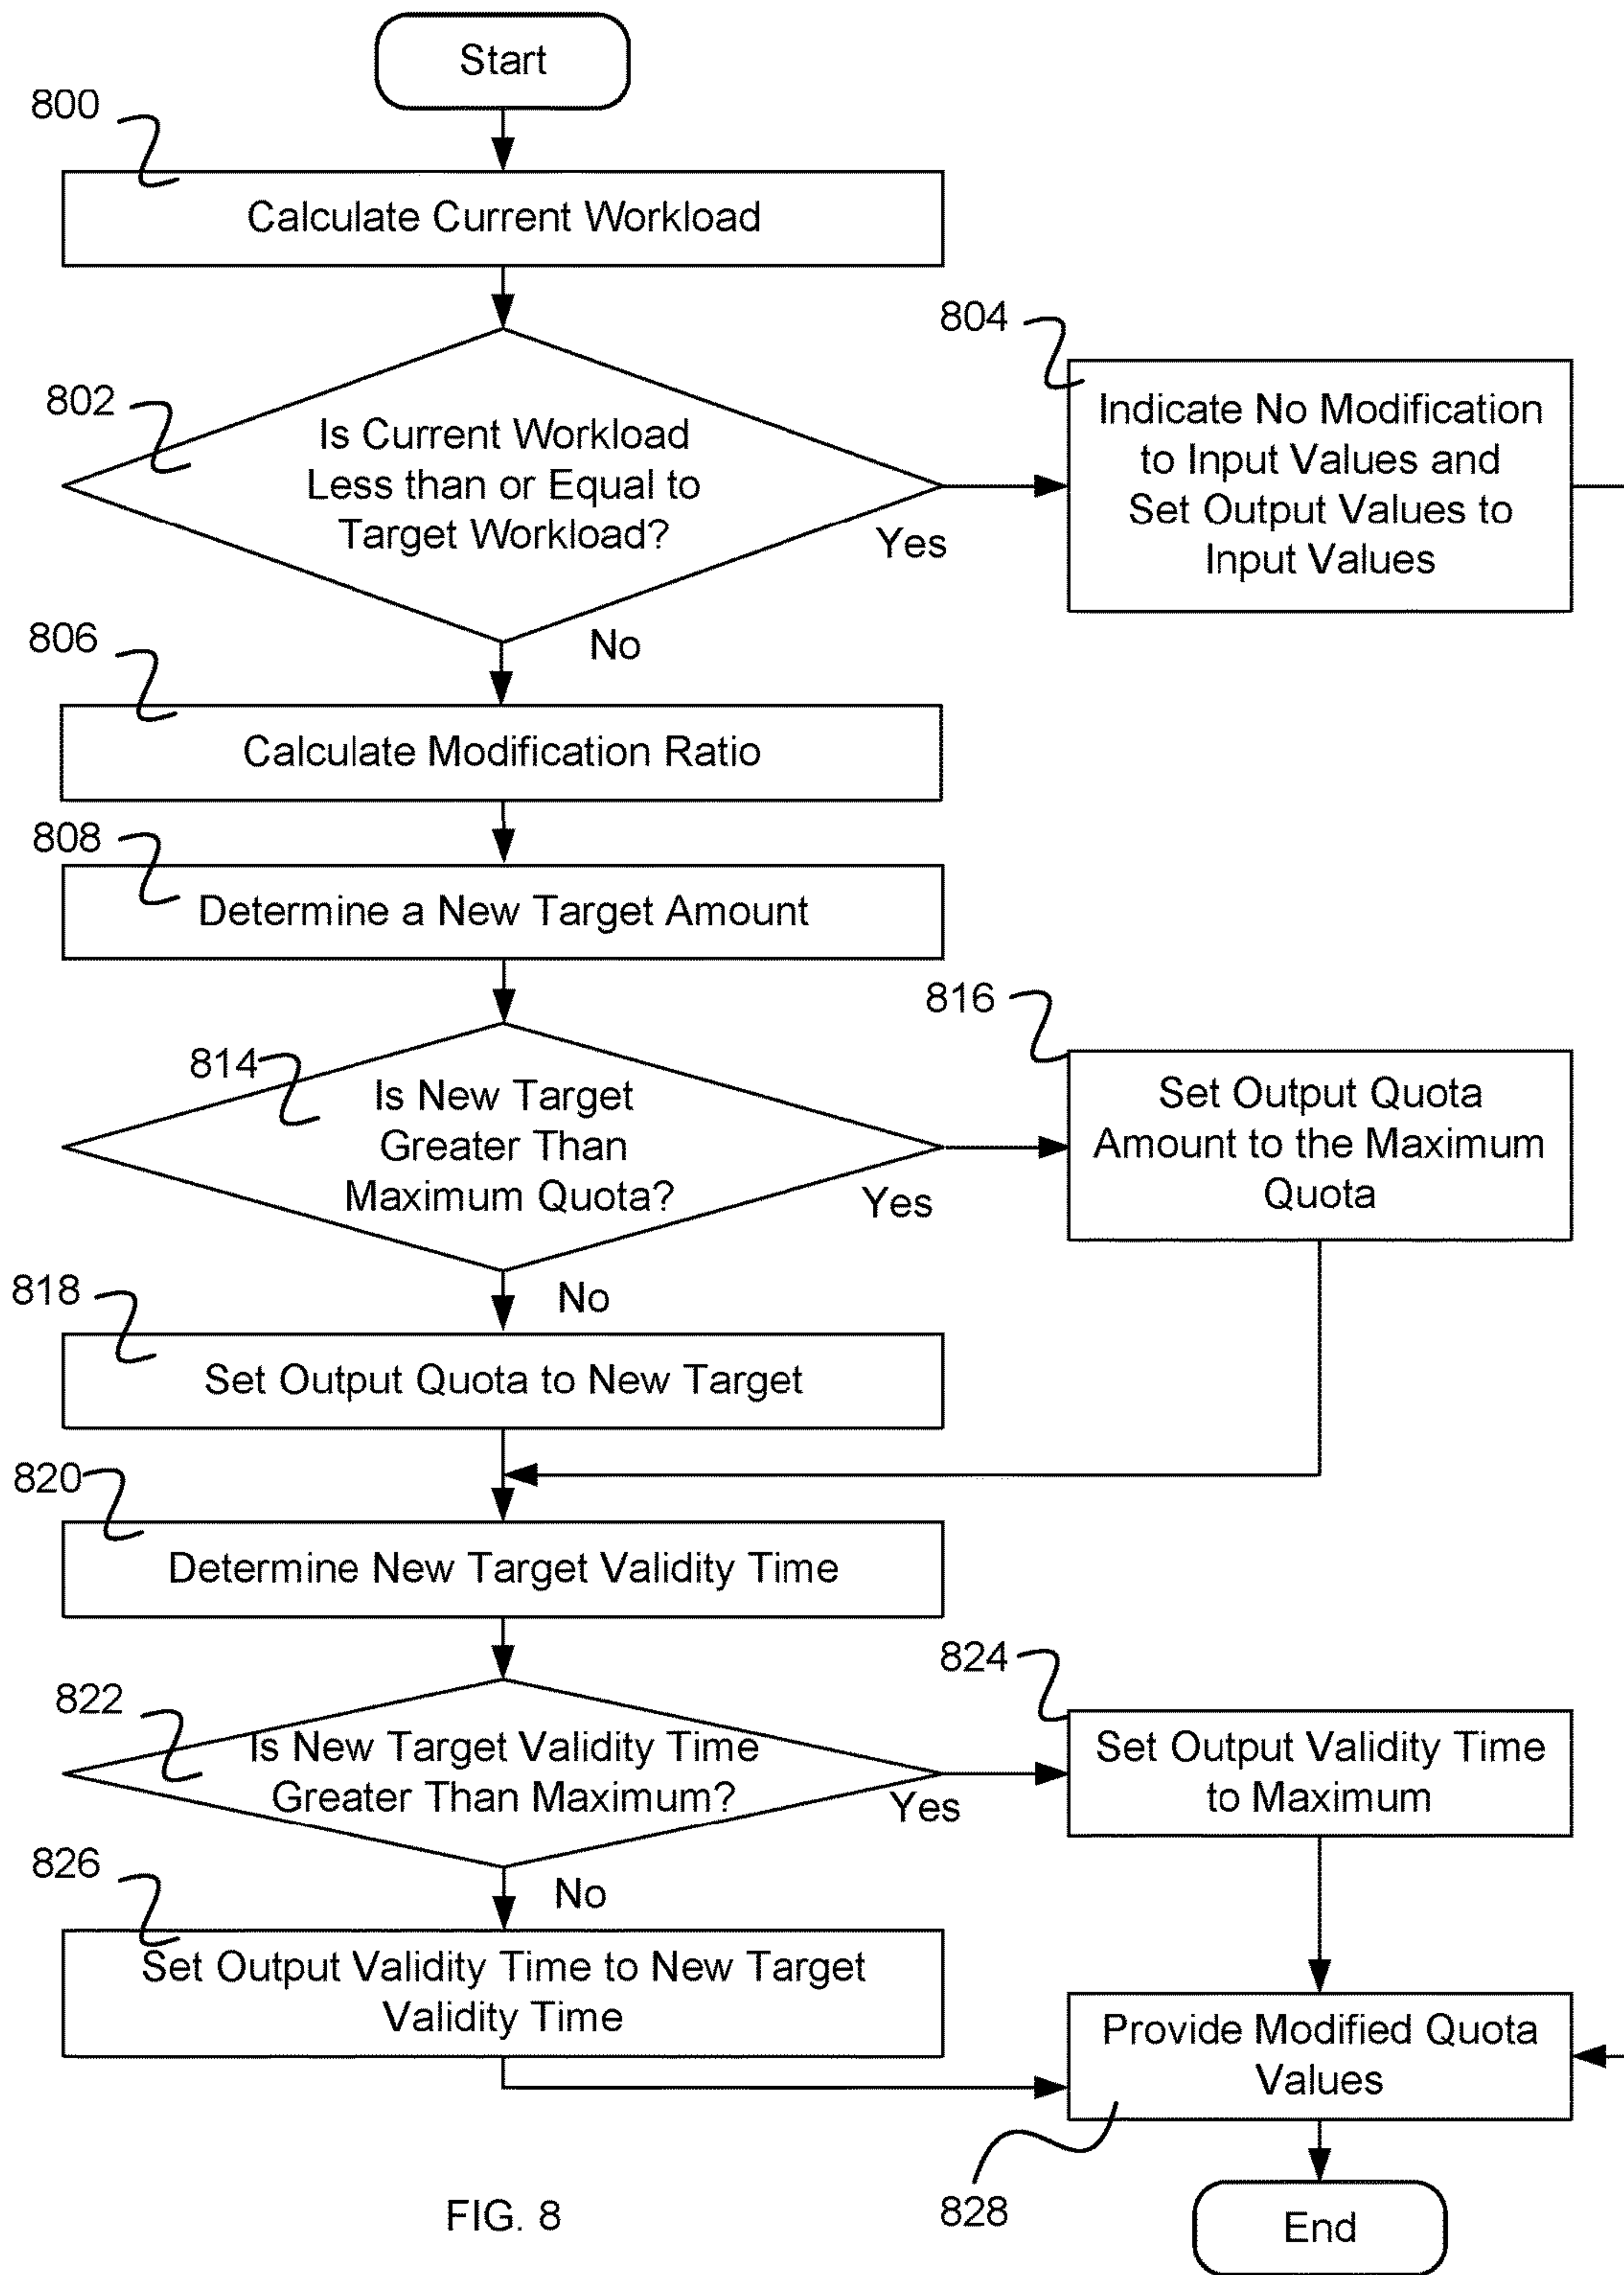 Start
800
Calculate Current Workload
802
Is Current Workload
Less than or Equal to
Target Workload?
Yes
804
Indicate No Modification
to Input Values and
Set Output Values to
Input Values
No
806
Calculate Modification Ratio
808
Determine a New Target Amount
814
Is New Target
Greater Than
Maximum Quota?
Yes
816
Set Output Quota
Amount to the Maximum
Quota
No
818
Set Output Quota to New Target
820
Determine New Target Validity Time
822
Is New Target Validity Time
Greater Than Maximum?
Yes
824
Set Output Validity Time
to Maximum
No
826
Set Output Validity Time to New Target
Validity Time
Provide Modified Quota
Values
828
End
FIG. 8